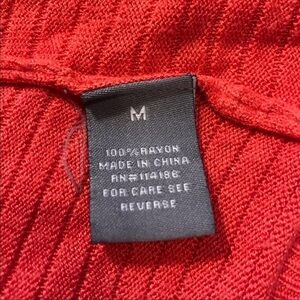 M
100% RAYON
MADE IN CHINA
RN#114186
FOR CARE SEE
REVERSE